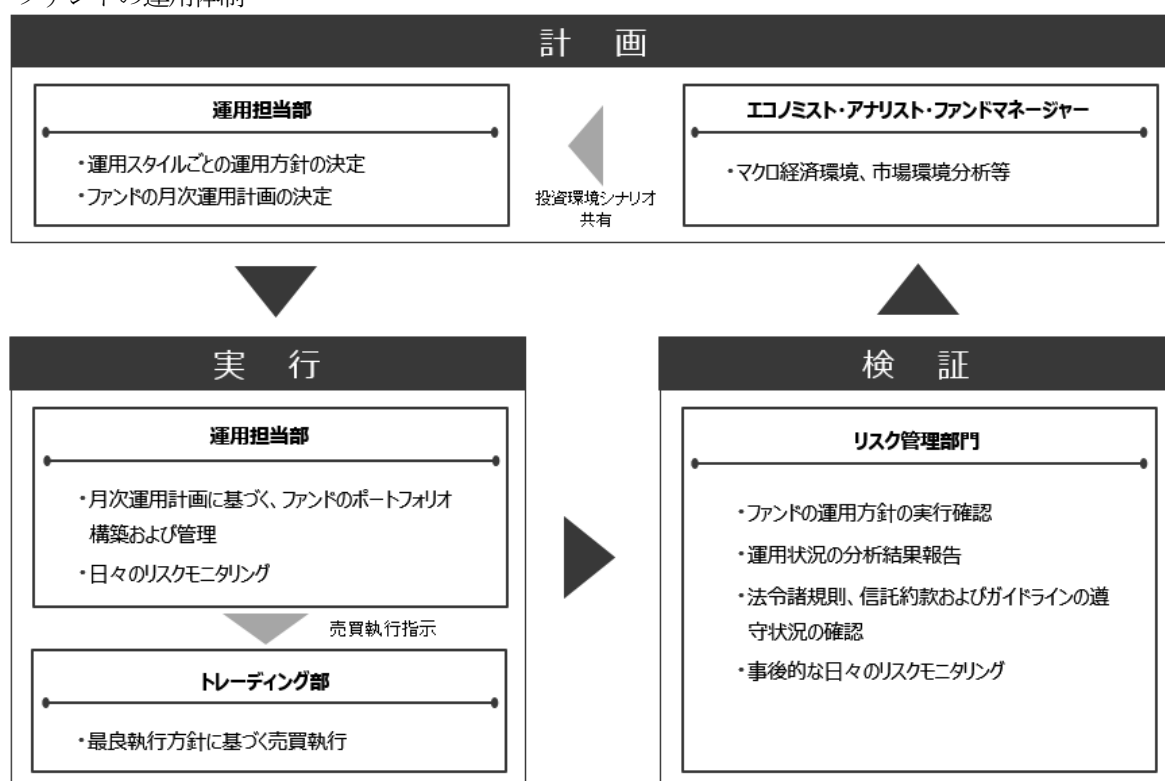 ファンドの運用体制
計 画
運用担当部
・運用スタイルごとの運用方針の決定
・ファンドの月次運用計画の決定
投資環境シナリオ
共有
エコノミスト・アナリスト・ファンドマネージャー
・マクロ経済環境、市場環境分析等
実 行
運用担当部
・月次運用計画に基づく、ファンドのポートフォリオ
構築および管理
・日々のリスクモニタリング
売買執行指示
トレーディング部
・最良執行方針に基づく売買執行
検 証
リスク管理部門
・ファンドの運用方針の実行確認
・運用状況の分析結果報告
・法令諸規則、信託約款およびガイドラインの遵
守状況の確認
・事後的な日々のリスクモニタリング